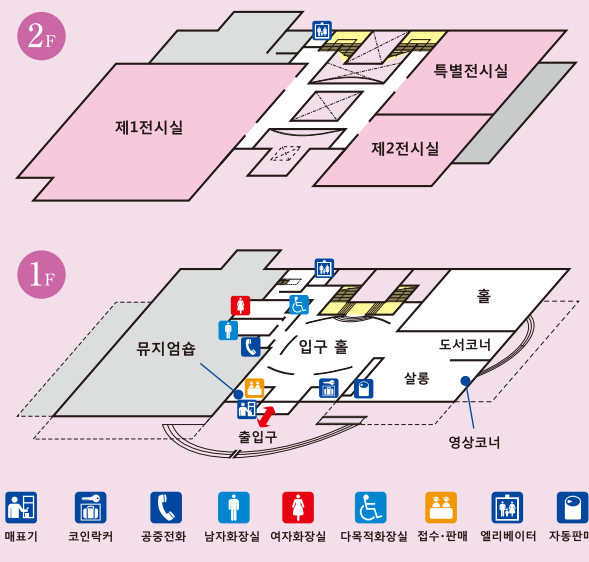 2F
특별전시실
제1전시실
제2전시실
1F
홀
뮤지엄숍
입구 홀
도서코너
살롱
출입구
영상코너
매표기
코인락커
공중전화
남자화장실
여자화장실
다목적화장실
접수·판매
엘리베이터
자동판매